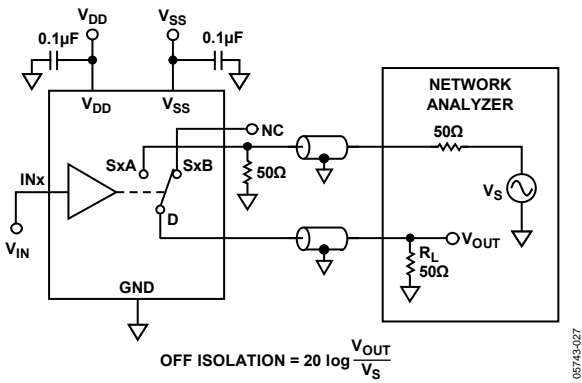 VDD
VSS
0.1µF
0.1µF
VDD
VSS
NETWORK
ANALYZER
NC
50Ω
SxA
SxB
50Ω
INx
VS
D
VOUT
VIN
RL
50Ω
GND
OFF ISOLATION = 20 log VOUT/VS
05743-027